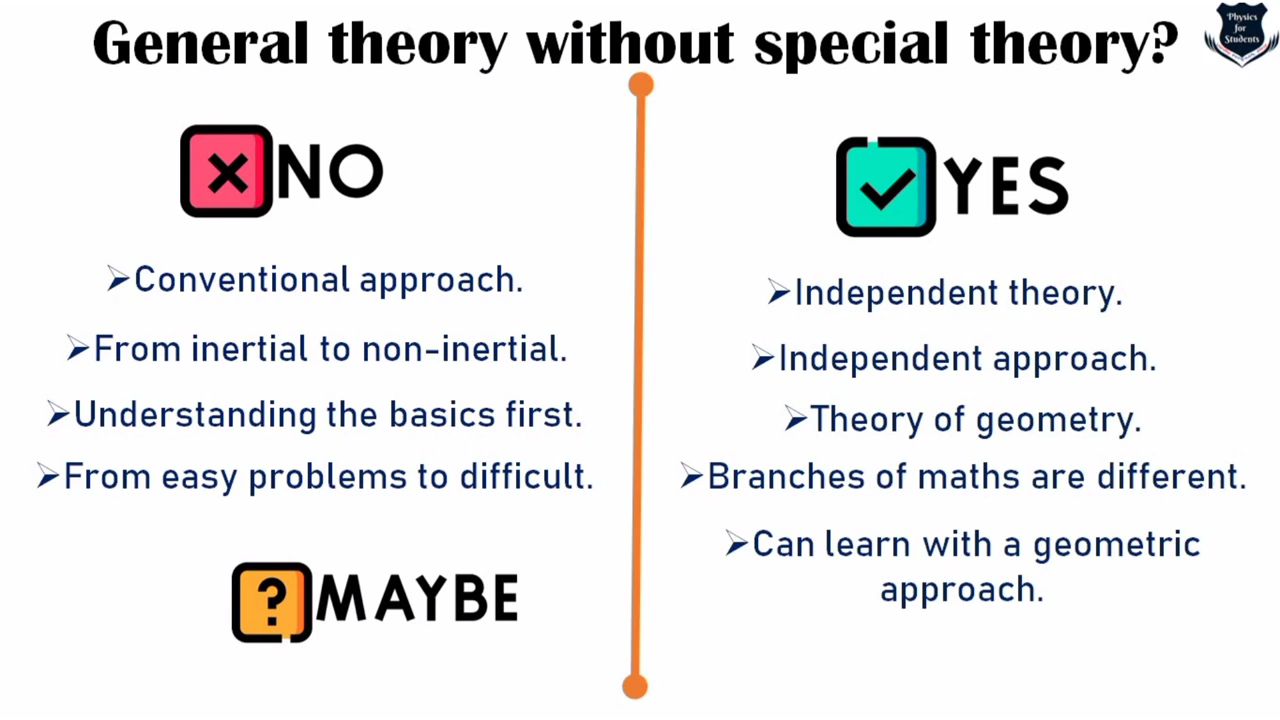 General theory without special theory?
Physics
for
Students
NO
➢Conventional approach.
➢From inertial to non-inertial.
➢Understanding the basics first.
➢From easy problems to difficult.
?MAYBE
YES
➢Independent theory.
➢Independent approach.
➢Theory of geometry.
➢Branches of maths are different.
➢Can learn with a geometric
approach.